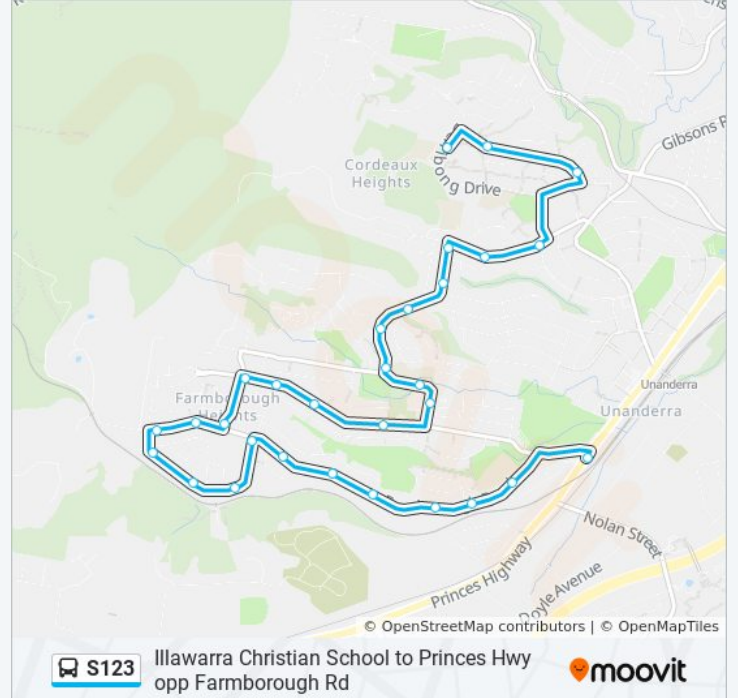 Gibsons
Cordeaux
Heights
bong Drive
Farmborough
Heights
Unanderra
Unanderra
Nolan Street
Princes Highway
Doyle Avenue
© OpenStreetMap contributors | © OpenMapTiles
S123
Illawarra Christian School to Princes Hwy
opp Farmborough Rd
moovit